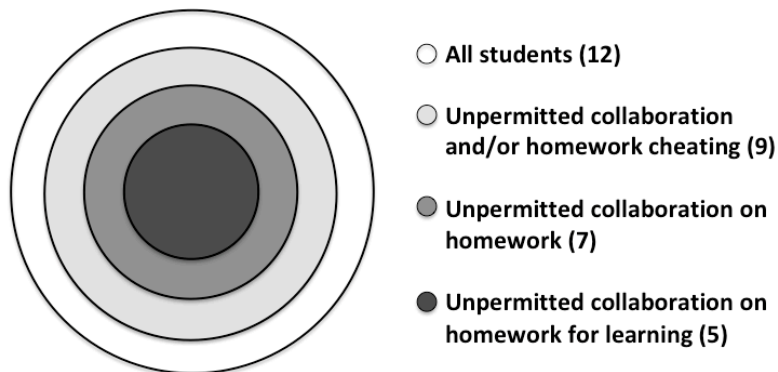 All students (12)
Unpermitted collaboration
and/or homework cheating (9)
Unpermitted collaboration on
homework (7)
Unpermitted collaboration on
homework for learning (5)